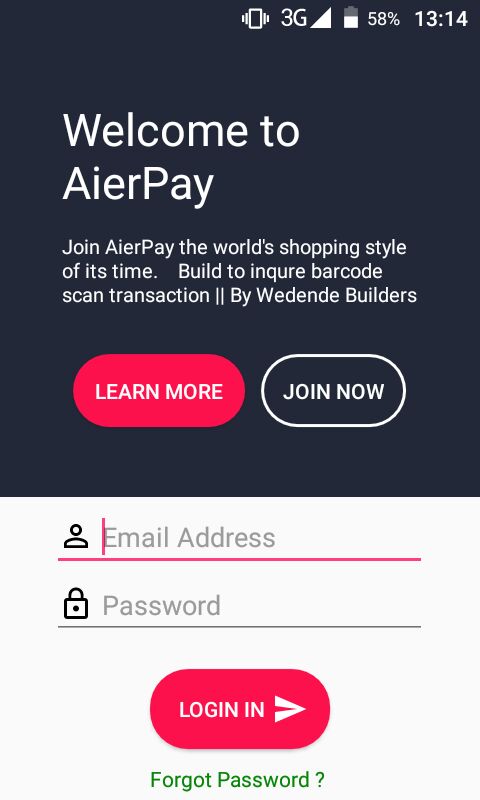 3G 58% 13:14
Welcome to
AierPay
Join AierPay the world's shopping style
of its time. Build to inqure barcode
scan transaction || By Wedende Builders
LEARN MORE JOIN NOW
Email Address
Password
LOGIN IN
Forgot Password ?